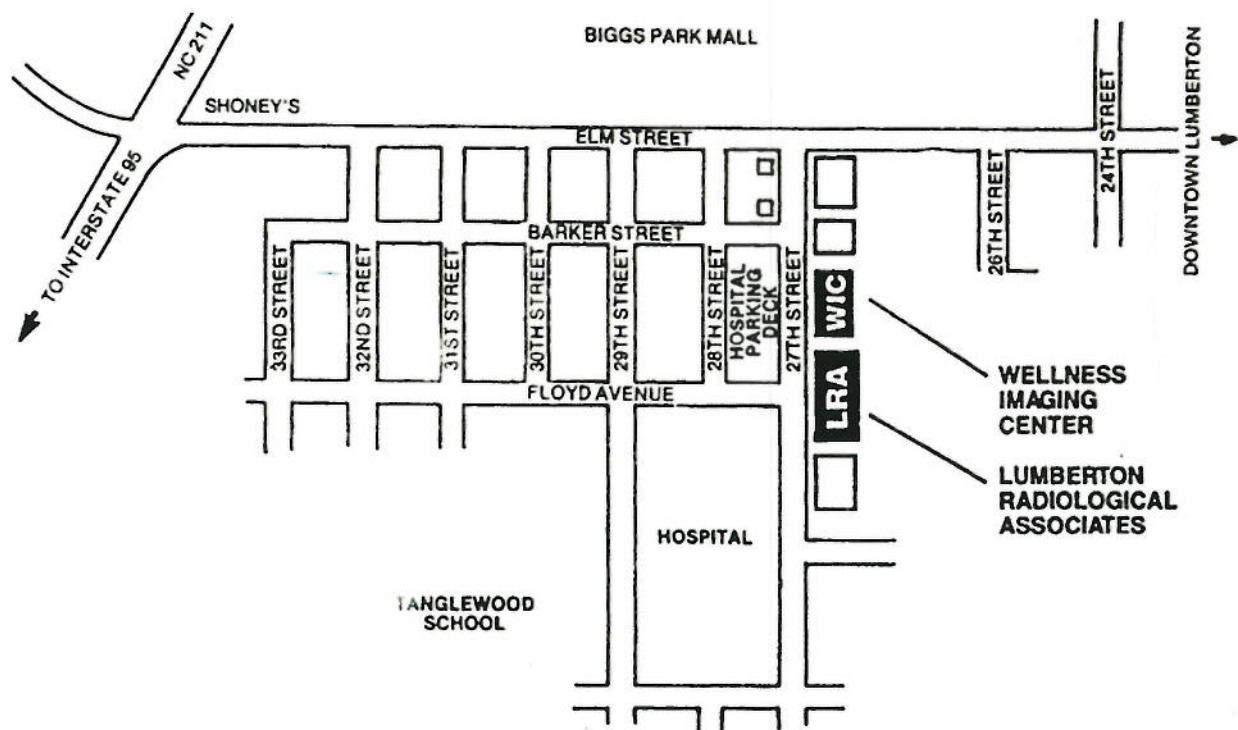 BIGGS PARK MALL
NC 211
SHONEY'S
ELM STREET
24TH STREET
DOWNTOWN LUMBERTON
TO INTERSTATE 95
BARKER STREET
26TH STREET
33RD STREET
32ND STREET
31ST STREET
30TH STREET
29TH STREET
28TH STREET
HOSPITAL
PARKING
DECK
27TH STREET
WIC
LRA
FLOYD AVENUE
WELLNESS
IMAGING
CENTER
LUMBERTON
RADIOLOGICAL
ASSOCIATES
HOSPITAL
TANGLEWOOD
SCHOOL